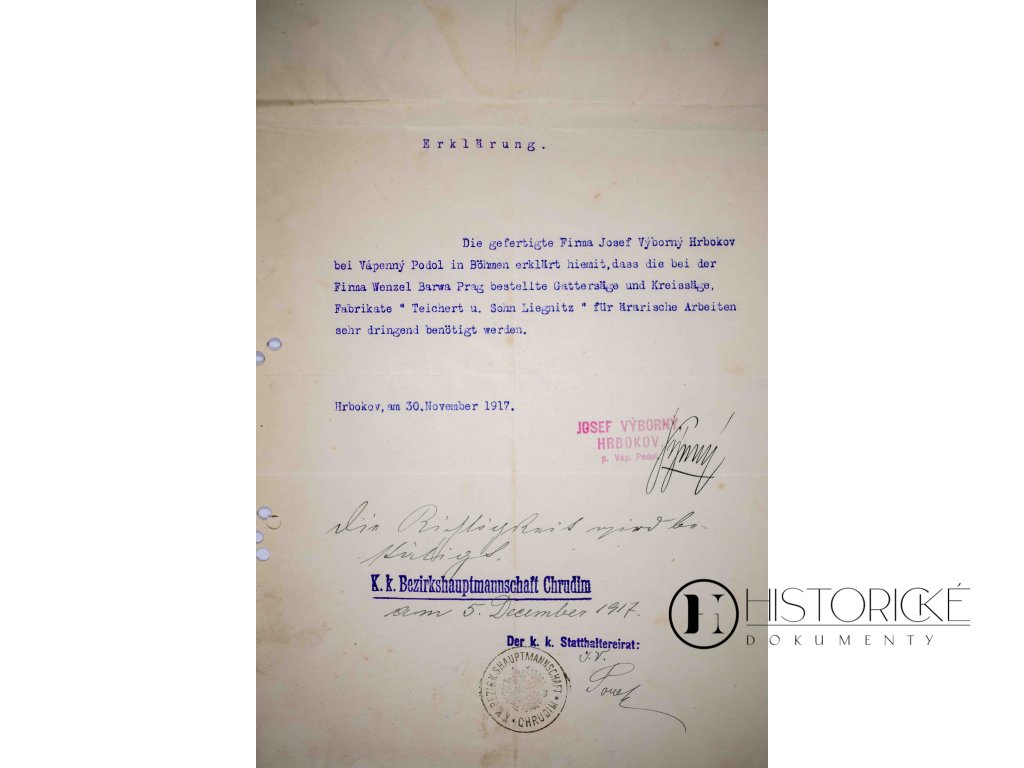 Erklärung.
Die gefertigte Firma Josef Výborný Hrbokov
bei Vápenný Podol in Böhmen erklärt hiemit,dass die bei der
Firma Wenzel Barwa Prag bestellte Gattersäge und Kreissäge,
Fabrikate " Teichert u. Sohn Liegnitz " für ärarische Arbeiten
sehr dringend benötigt werden.
Hrbokov,am 30.November 1917.
JOSEF VÝBORNÝ
HRBOKOV,
p. Váp. Podol
Die Richtigkeit wird be-
stätigt.
K. k. Bezirkshauptmannschaft Chrudim
am 5. December 1917.
Der k. k. Statthaltereirat:
I.V.
K.K. BEZIRKSHAUPTMANNSCHAFT * CHRUDIM *
HISTORICKÉ
DOKUMENTY